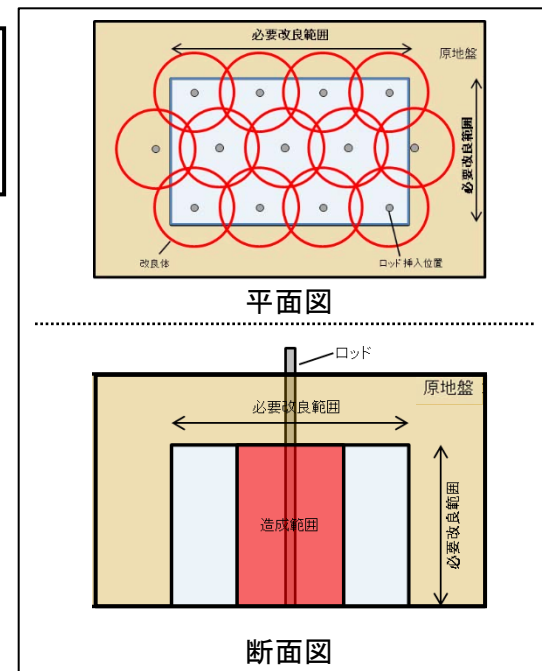 必要改良範囲
原地盤
必要改良範囲
改良体
ロッド挿入位置
平面図
ロッド
原地盤
必要改良範囲
造成範囲
必要改良範囲
断面図